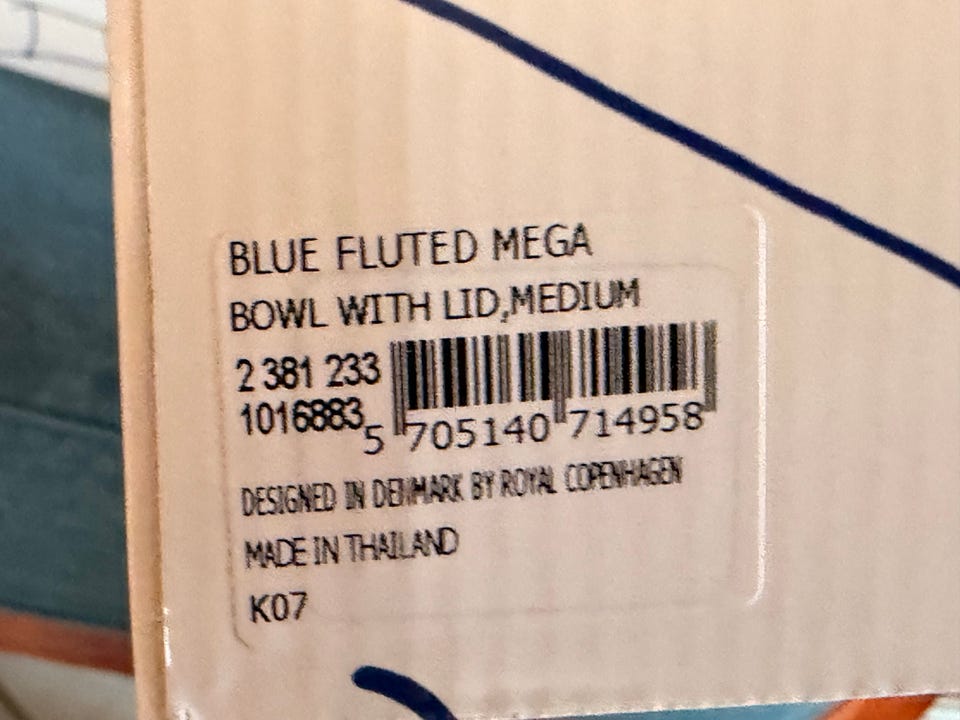 BLUE FLUTED MEGA
BOWL WITH LID,MEDIUM
2 381 233
1016883
5 705140 714958
DESIGNED IN DENMARK BY ROYAL COPENHAGEN
MADE IN THAILAND
K07